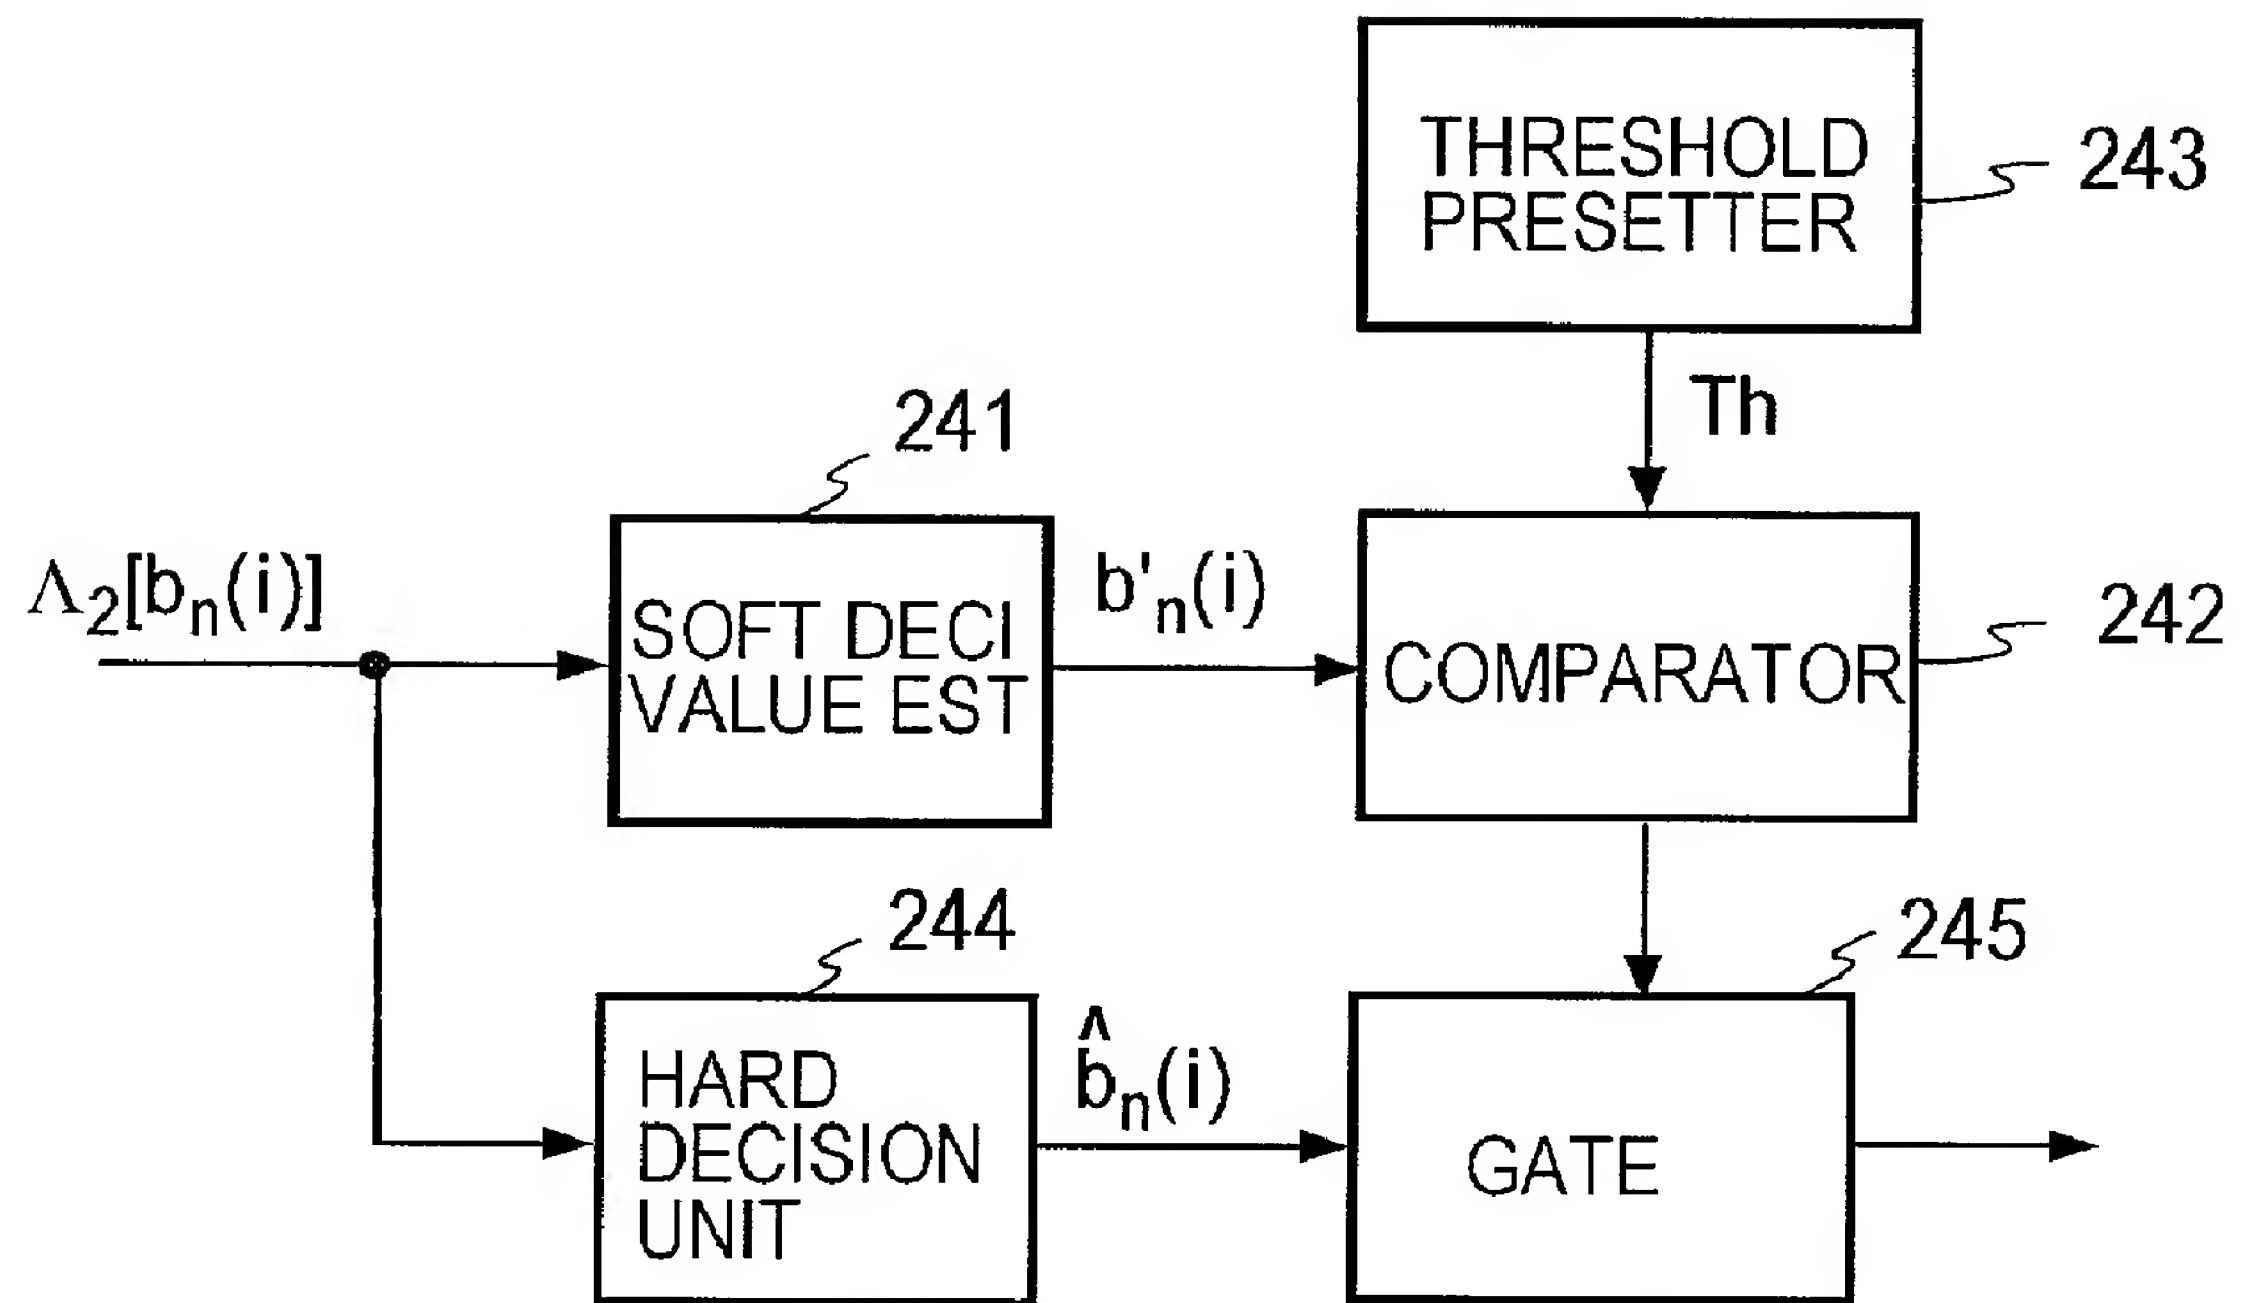 THRESHOLD
PRESETTER
243
Th
241
Λ2[bn(i)]
SOFT DECI
VALUE EST
b'n(i)
COMPARATOR
242
244
245
HARD
DECISION
UNIT
b̂n(i)
GATE